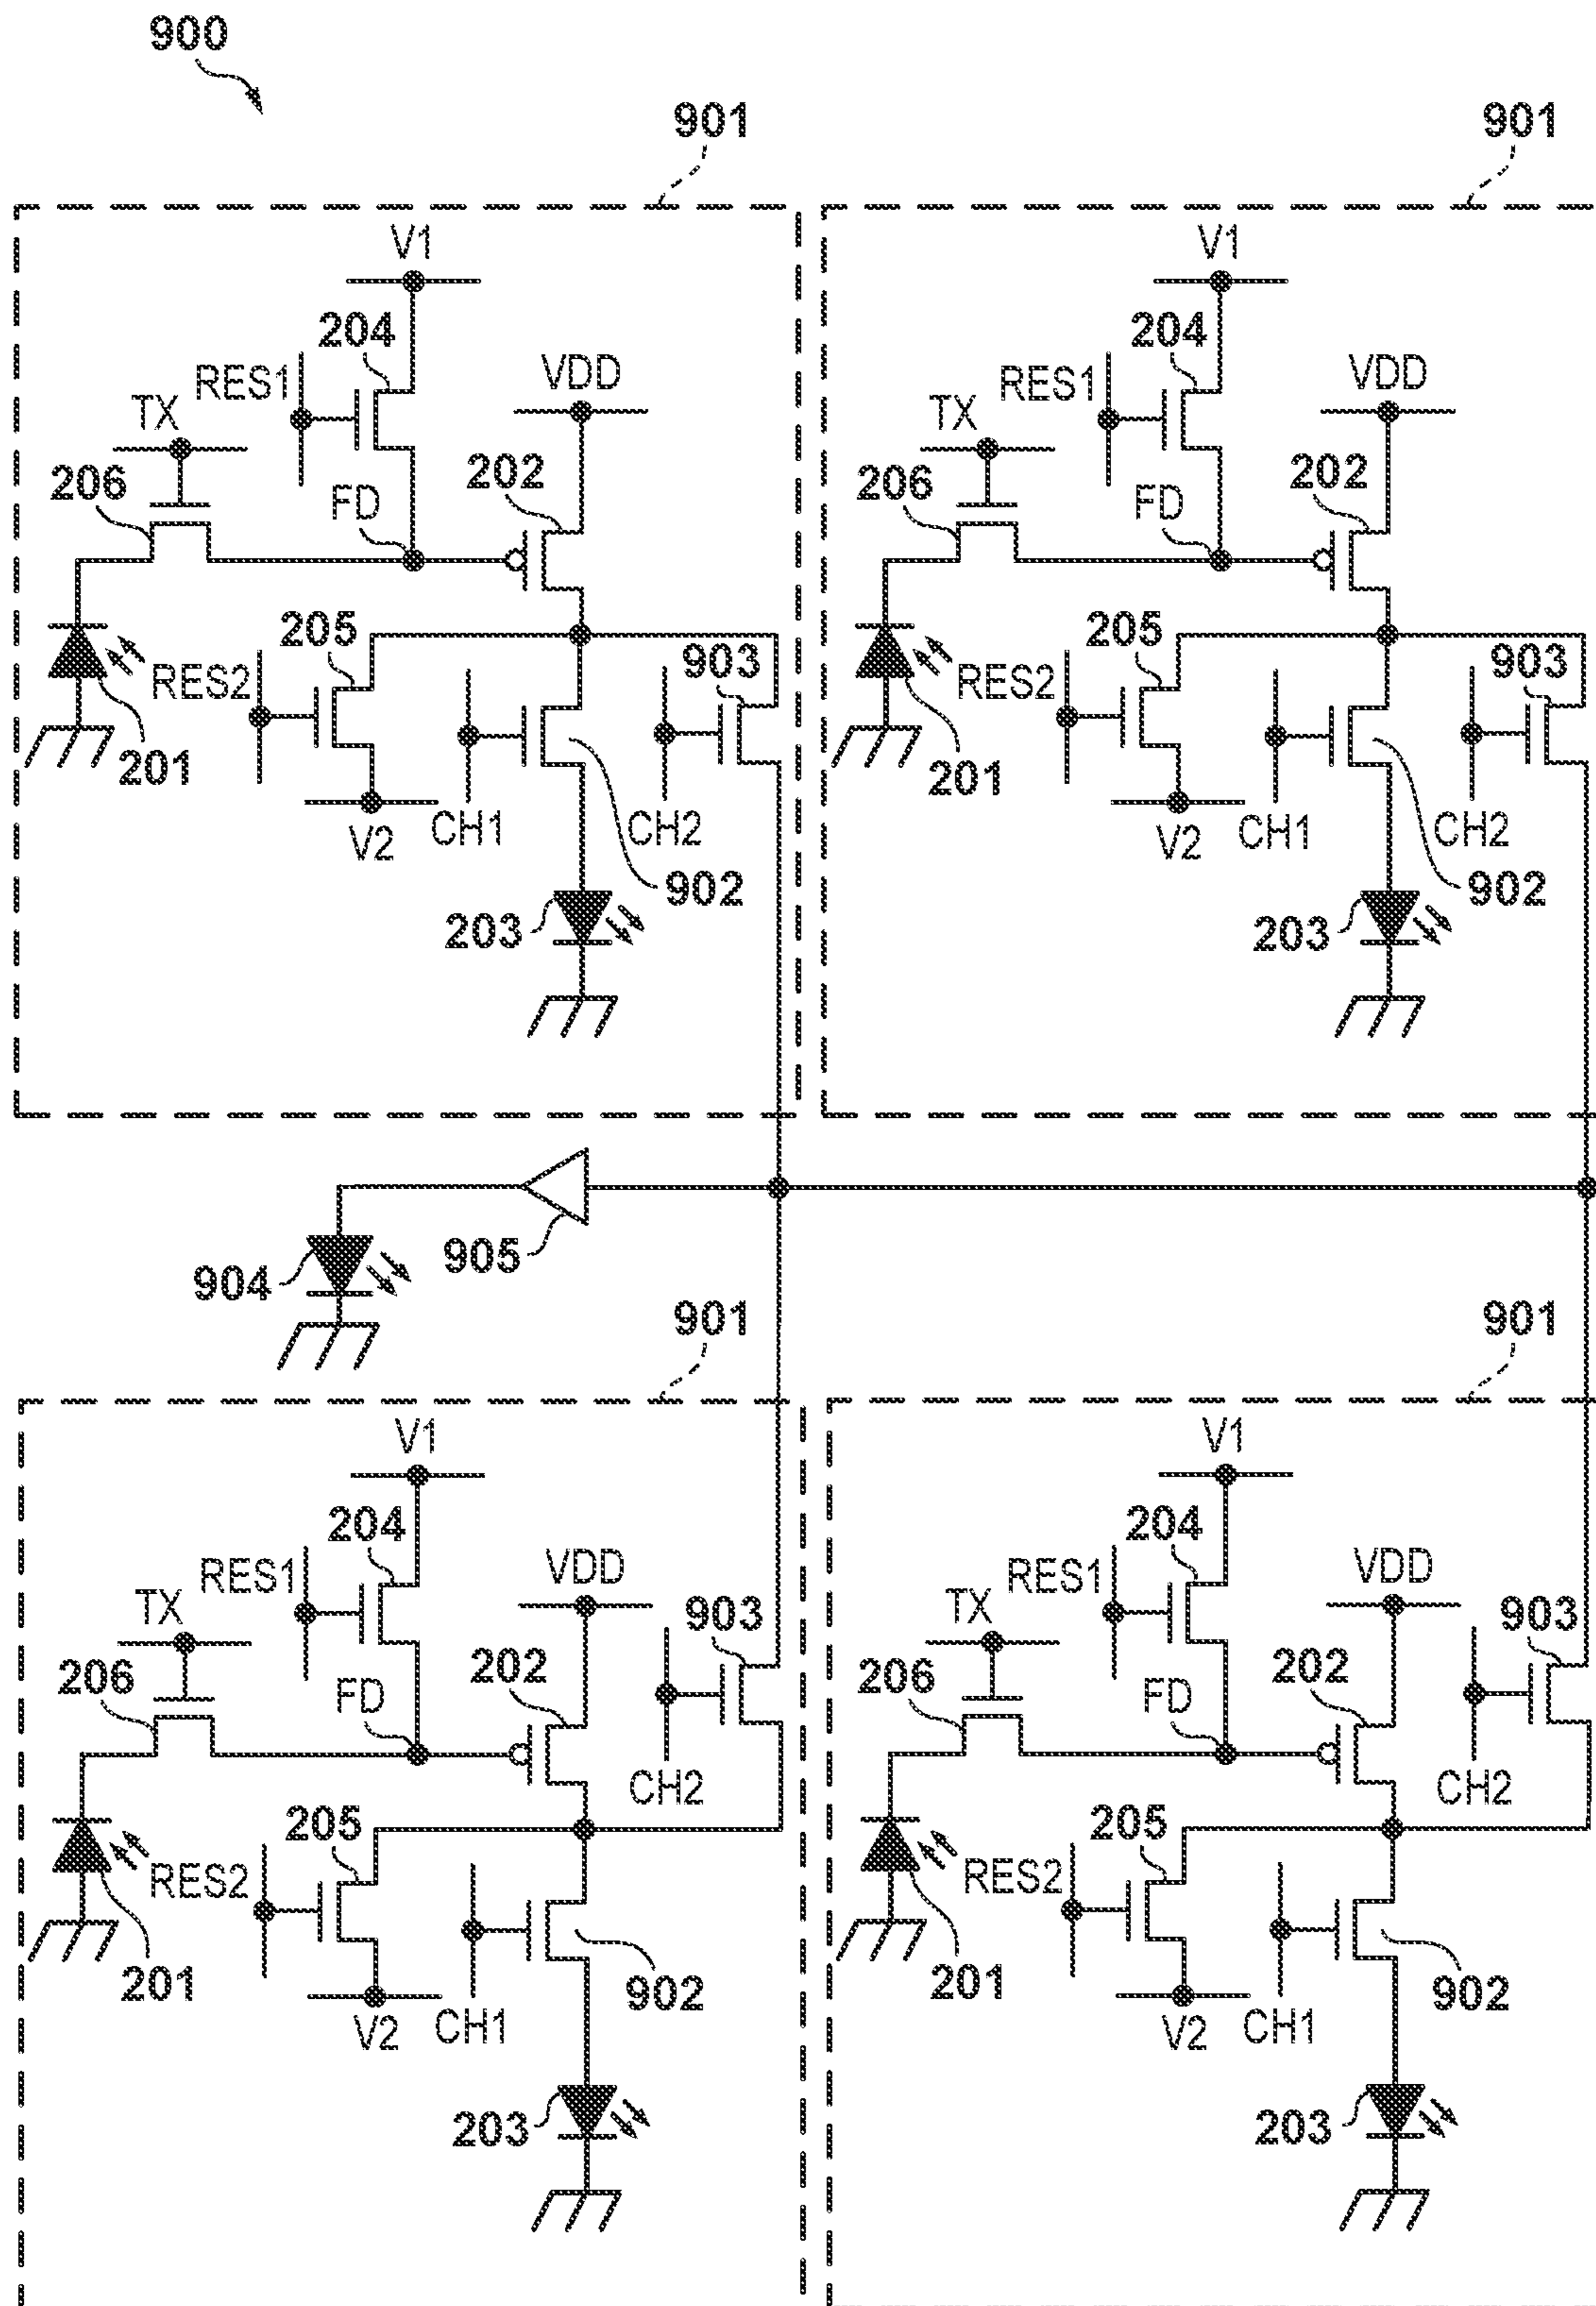 900
901 901
V1 V1
204 204
RES1 VDD RES1 VDD
TX TX
206 FD 202 206 FD 202
205 903 205 903
RES2 RES2
201 201
V2 CH1 CH2 V2 CH1 CH2
902 902
203 203
904 905
901 901
V1 V1
204 204
RES1 VDD RES1 VDD
TX 903 TX 903
206 FD 202 206 FD 202
CH2 CH2
205 205
RES2 RES2
201 902 201 902
V2 CH1 V2 CH1
203 203